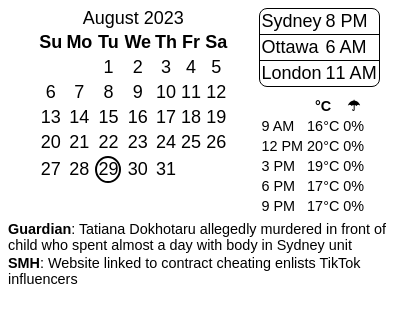 August 2023
Su Mo Tu We Th Fr Sa
1 2 3 4 5
6 7 8 9 10 11 12
13 14 15 16 17 18 19
20 21 22 23 24 25 26
27 28 29 30 31
Sydney 8 PM
Ottawa 6 AM
London 11 AM
°C ☂
9 AM 16°C 0%
12 PM 20°C 0%
3 PM 19°C 0%
6 PM 17°C 0%
9 PM 17°C 0%
Guardian: Tatiana Dokhotaru allegedly murdered in front of
child who spent almost a day with body in Sydney unit
SMH: Website linked to contract cheating enlists TikTok
influencers